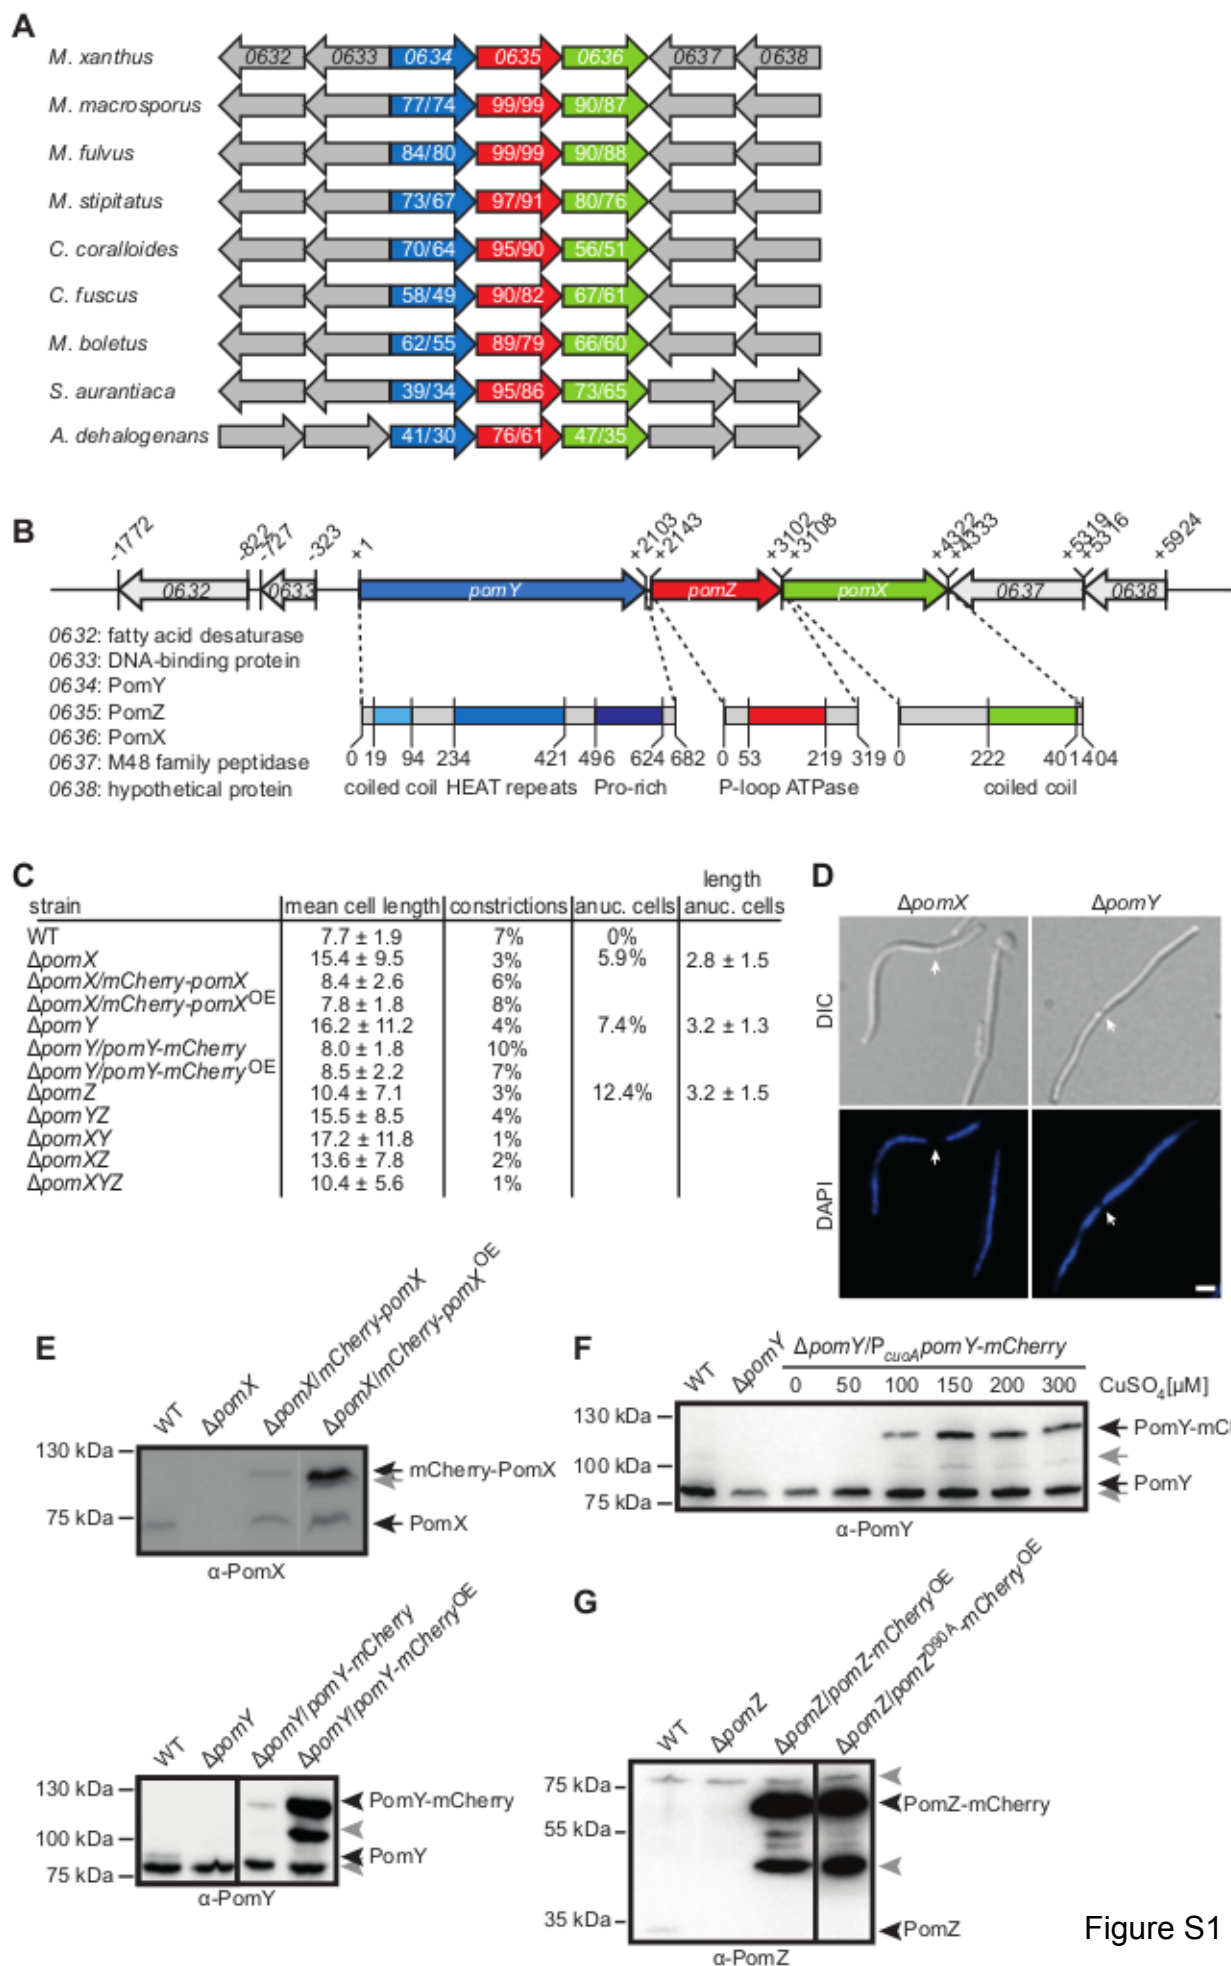 A
M. xanthus 0632 0633 0634 0635 0636 0637 0638
M. macrosporus 77/74 99/99 90/87
M. fulvus 84/80 99/99 90/88
M. stipitatus 73/67 97/91 80/76
C. coralloides 70/64 95/90 56/51
C. fuscus 58/49 90/82 67/61
M. boletus 62/55 89/79 66/60
S. aurantiaca 39/34 95/86 73/65
A. dehalogenans 41/30 76/61 47/35
B
-1772 -822 -727 -323 +1 +2103 +2143 +3102 +3108 +4322 +4333 +5319 +5316 +5924
0632 0633 pomY pomZ pomX 0637 0638
0632: fatty acid desaturase
0633: DNA-binding protein
0634: PomY
0635: PomZ
0636: PomX
0637: M48 family peptidase
0638: hypothetical protein
0 19 94 234 421 496 624 682 0 53 219 319 0 222 401 404
coiled coil HEAT repeats Pro-rich P-loop ATPase coiled coil
C
length
strain mean cell length constrictions anuc. cells anuc. cells
WT 7.7 ± 1.9 7% 0%
ΔpomX 15.4 ± 9.5 3% 5.9% 2.8 ± 1.5
ΔpomX/mCherry-pomX 8.4 ± 2.6 6%
ΔpomX/mCherry-pomX OE 7.8 ± 1.8 8%
ΔpomY 16.2 ± 11.2 4% 7.4% 3.2 ± 1.3
ΔpomY/pomY-mCherry 8.0 ± 1.8 10%
ΔpomY/pomY-mCherry OE 8.5 ± 2.2 7%
ΔpomZ 10.4 ± 7.1 3% 12.4% 3.2 ± 1.5
ΔpomYZ 15.5 ± 8.5 4%
ΔpomXY 17.2 ± 11.8 1%
ΔpomXZ 13.6 ± 7.8 2%
ΔpomXYZ 10.4 ± 5.6 1%
D
ΔpomX ΔpomY
DIC
DAPI
E
WT ΔpomX ΔpomX/mCherry-pomX ΔpomX/mCherry-pomX OE
130 kDa
75 kDa
mCherry-PomX
PomX
α-PomX
WT ΔpomY ΔpomY/pomY-mCherry ΔpomY/pomY-mCherry OE
130 kDa
100 kDa
75 kDa
PomY-mCherry
PomY
α-PomY
F
WT ΔpomY ΔpomY/PcuoA pomY-mCherry
0 50 100 150 200 300 CuSO4[µM]
130 kDa
100 kDa
75 kDa
PomY-mCl
PomY
α-PomY
G
WT ΔpomZ ΔpomZ/pomZ-mCherry OE ΔpomZ/pomZ D90A-mCherry OE
75 kDa
55 kDa
35 kDa
PomZ-mCherry
PomZ
α-PomZ
Figure S1